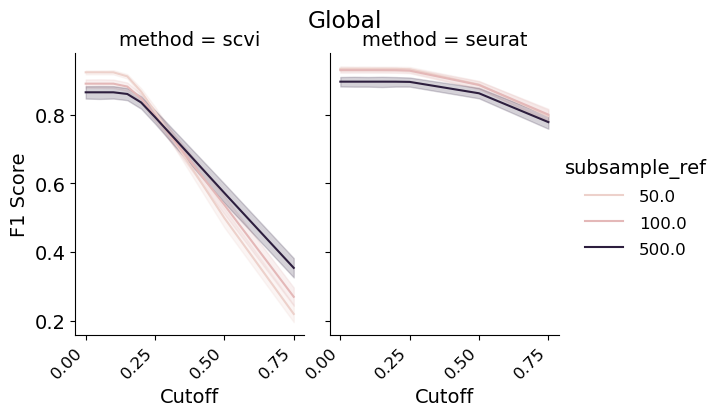 Global
method = scvi
method = seurat
F1 Score
0.8
0.6
0.4
0.2
0.00
0.25
0.50
0.75
Cutoff
0.00
0.25
0.50
0.75
Cutoff
subsample_ref
50.0
100.0
500.0